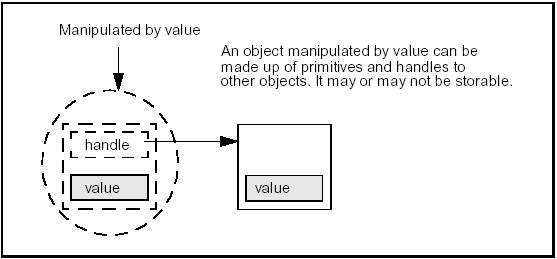 Manipulated by value
An object manipulated by value can be
made up of primitives and handles to
other objects. It may or may not be storable.
handle
value
value